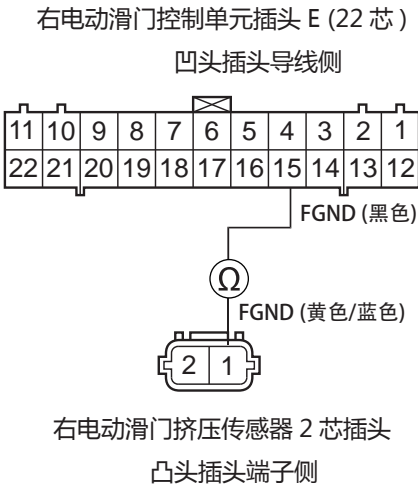 右电动滑门控制单元插头 E (22 芯)
凹头插头导线侧
11 10 9 8 7 6 5 4 3 2 1
22 21 20 19 18 17 16 15 14 13 12
FGND (黑色)
Ω
FGND (黄色/蓝色)
2 1
右电动滑门挤压传感器 2 芯插头
凸头插头端子侧